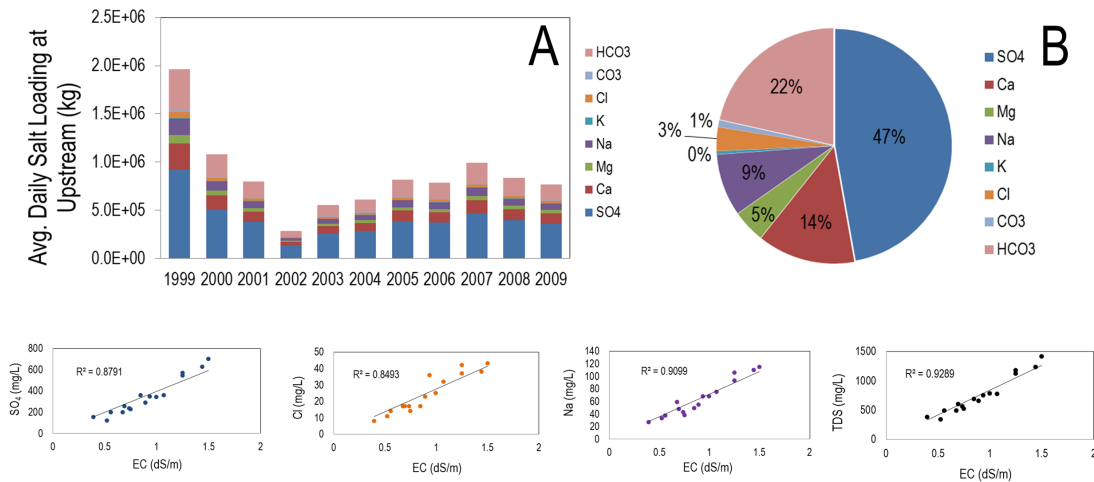 A
Avg. Daily Salt Loading at
Upstream (kg)
2.5E+06
2.0E+06
1.5E+06
1.0E+06
5.0E+05
0.0E+00
1999 2000 2001 2002 2003 2004 2005 2006 2007 2008 2009
HCO3
CO3
Cl
K
Na
Mg
Ca
SO4
B
47%
14%
5%
9%
0%
3%
1%
22%
SO4
Ca
Mg
Na
K
Cl
CO3
HCO3
SO₄ (mg/L)
800
600
400
200
0
R² = 0.8791
0 0.5 1 1.5 2
EC (dS/m)
Cl (mg/L)
50
40
30
20
10
0
R² = 0.8493
0 0.5 1 1.5 2
EC (dS/m)
Na (mg/L)
140
120
100
80
60
40
20
0
R² = 0.9099
0 0.5 1 1.5 2
EC (dS/m)
TDS (mg/L)
1500
1000
500
0
R² = 0.9289
0 0.5 1 1.5 2
EC (dS/m)